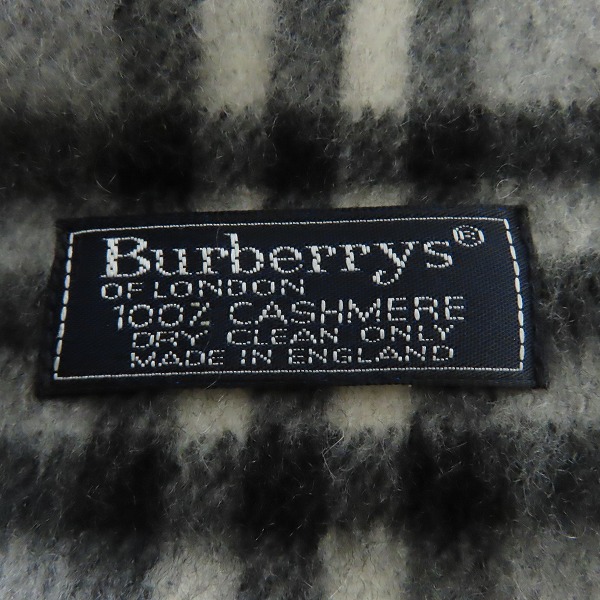 Burberrys®
OF LONDON
100% CASHMERE
DRY CLEAN ONLY
MADE IN ENGLAND